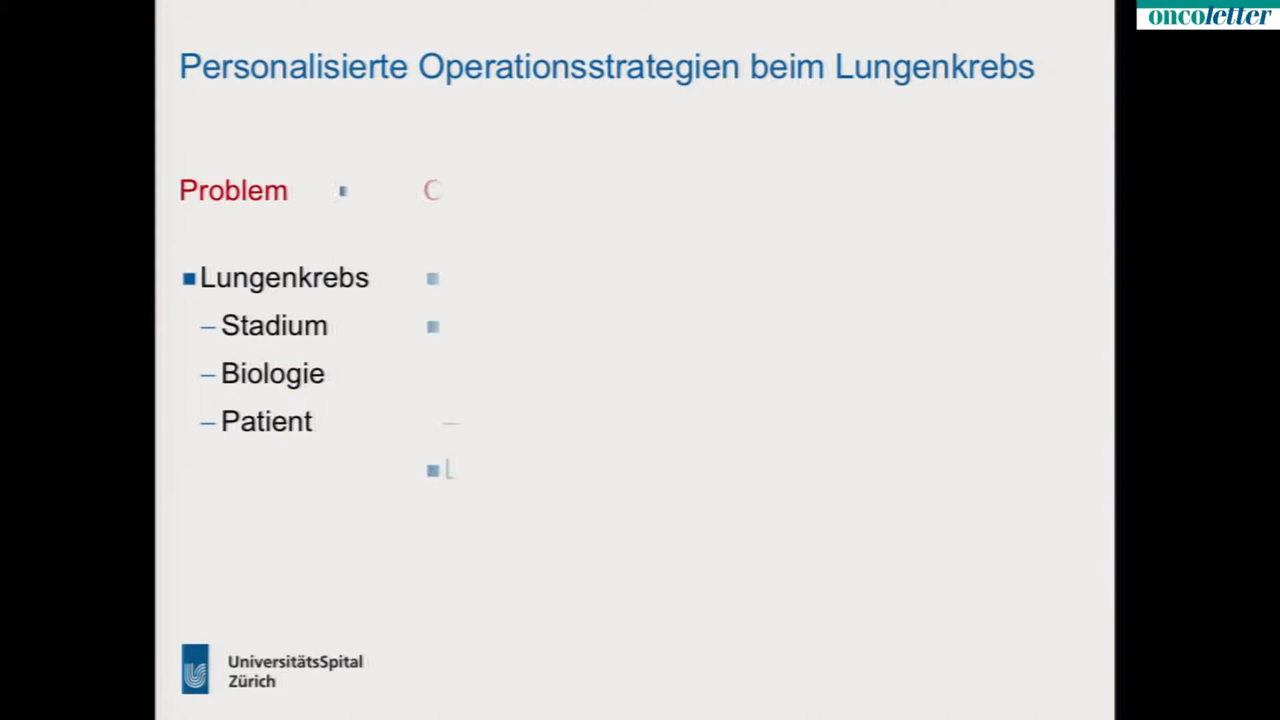 oncoletter
Personalisierte Operationsstrategien beim Lungenkrebs
Problem
Lungenkrebs
– Stadium
– Biologie
– Patient
UniversitätsSpital
Zürich